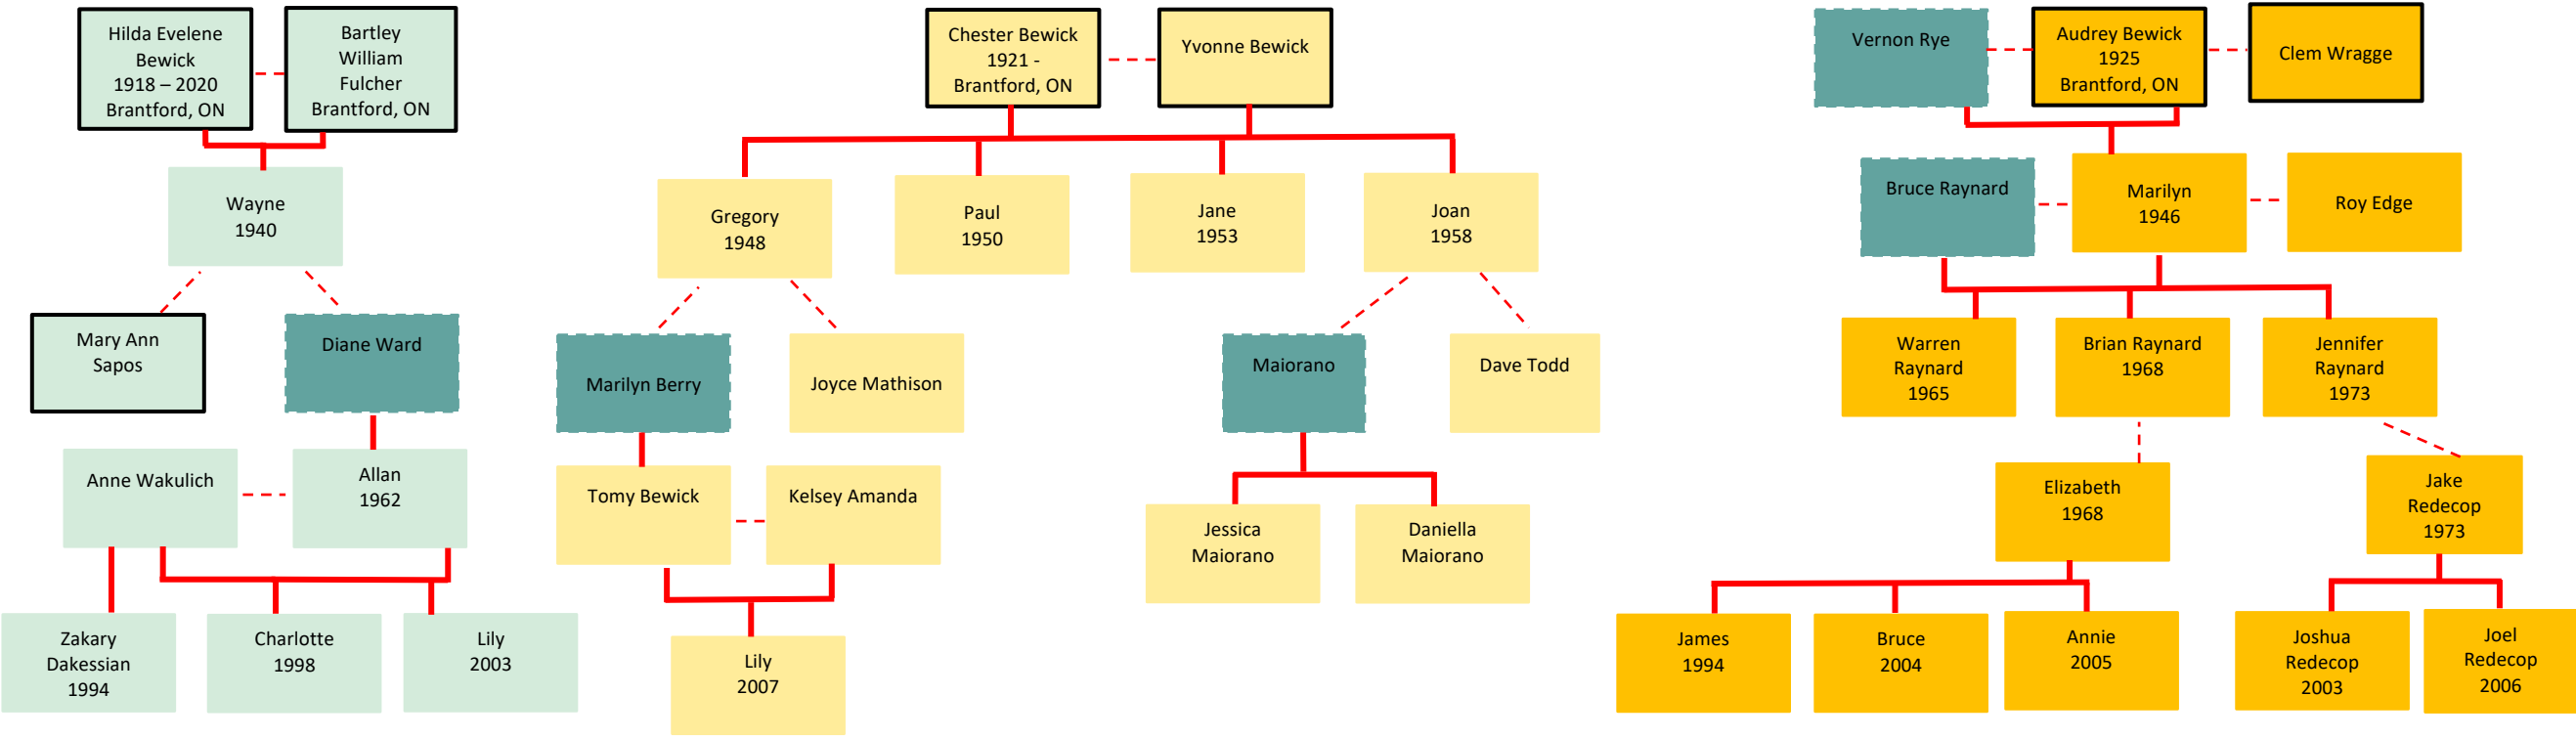 Hilda Evelene
Bewick
1918 – 2020
Brantford, ON
Bartley
William
Fulcher
Brantford, ON
Wayne
1940
Mary Ann
Sapos
Diane Ward
Anne Wakulich
Allan
1962
Zakary
Dakessian
1994
Charlotte
1998
Lily
2003
Chester Bewick
1921 -
Brantford, ON
Yvonne Bewick
Gregory
1948
Paul
1950
Jane
1953
Joan
1958
Marilyn Berry
Joyce Mathison
Maiorano
Dave Todd
Tomy Bewick
Kelsey Amanda
Jessica
Maiorano
Daniella
Maiorano
Lily
2007
Vernon Rye
Audrey Bewick
1925
Brantford, ON
Clem Wragge
Bruce Raynard
Marilyn
1946
Roy Edge
Warren
Raynard
1965
Brian Raynard
1968
Jennifer
Raynard
1973
Elizabeth
1968
Jake
Redecop
1973
James
1994
Bruce
2004
Annie
2005
Joshua
Redecop
2003
Joel
Redecop
2006